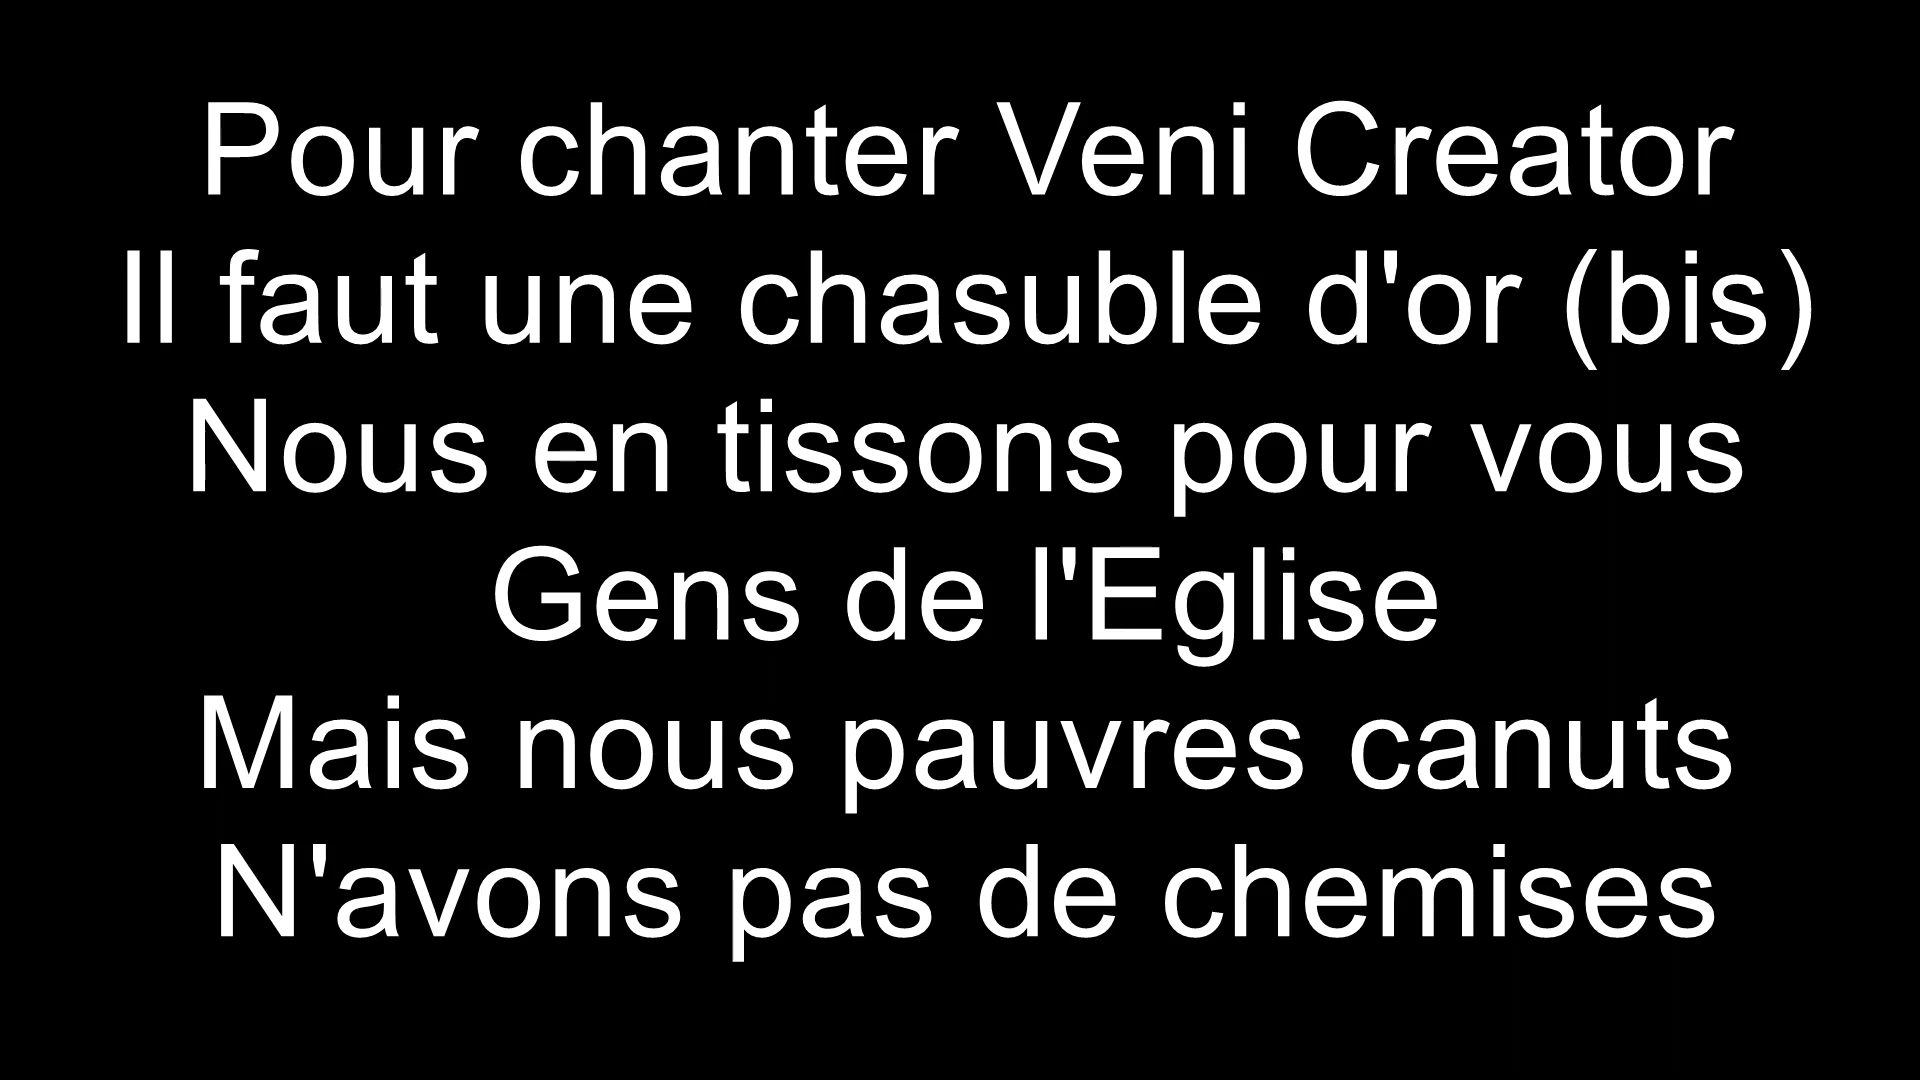 Pour chanter Veni Creator
Il faut une chasuble d'or (bis)
Nous en tissons pour vous
Gens de l'Eglise
Mais nous pauvres canuts
N'avons pas de chemises